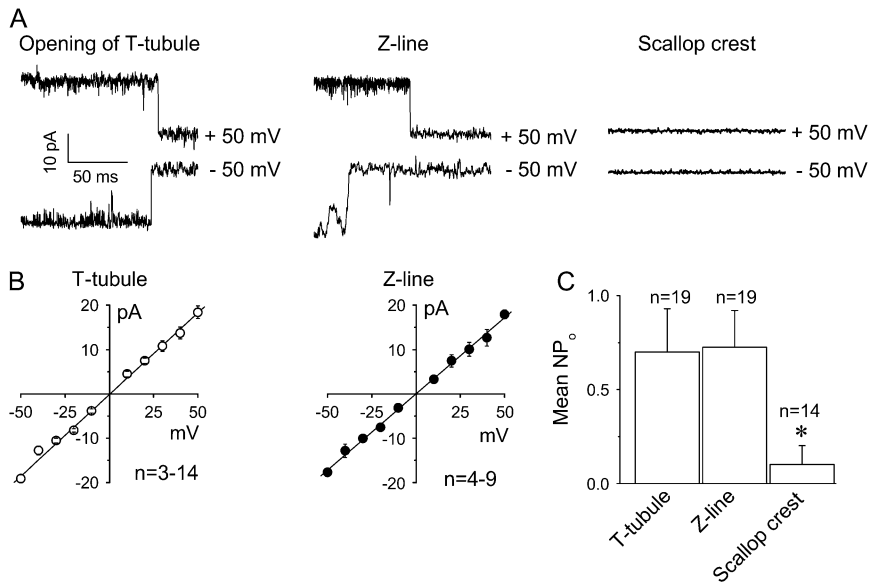 A
Opening of T-tubule
Z-line
Scallop crest
+ 50 mV
+ 50 mV
+ 50 mV
10 pA
- 50 mV
- 50 mV
- 50 mV
50 ms
B
T-tubule
20
pA
10
-50 -25 25 50
mV
-10
-20
n=3-14
Z-line
20
pA
10
-50 -25 25 50
mV
-10
-20
n=4-9
C
1.0
0.5
0.0
Mean NPo
n=19
n=19
n=14
*
T-tubule
Z-line
Scallop crest